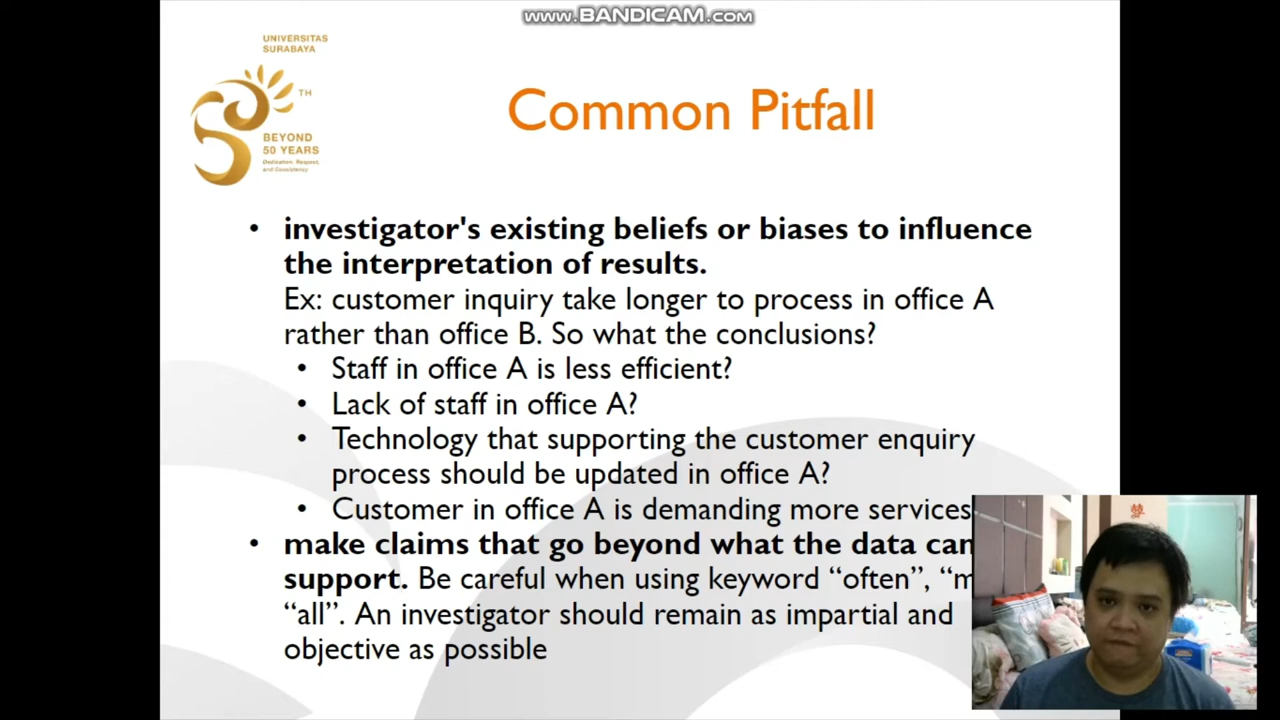 www.BANDICAM.com
UNIVERSITAS
SURABAYA
TH
BEYOND
50 YEARS
Dedication, Respect,
and Consistency
Common Pitfall
• investigator's existing beliefs or biases to influence
the interpretation of results.
Ex: customer inquiry take longer to process in office A
rather than office B. So what the conclusions?
• Staff in office A is less efficient?
• Lack of staff in office A?
• Technology that supporting the customer enquiry
process should be updated in office A?
• Customer in office A is demanding more services
• make claims that go beyond what the data can
support. Be careful when using keyword “often”,
“all”. An investigator should remain as impartial and
objective as possible